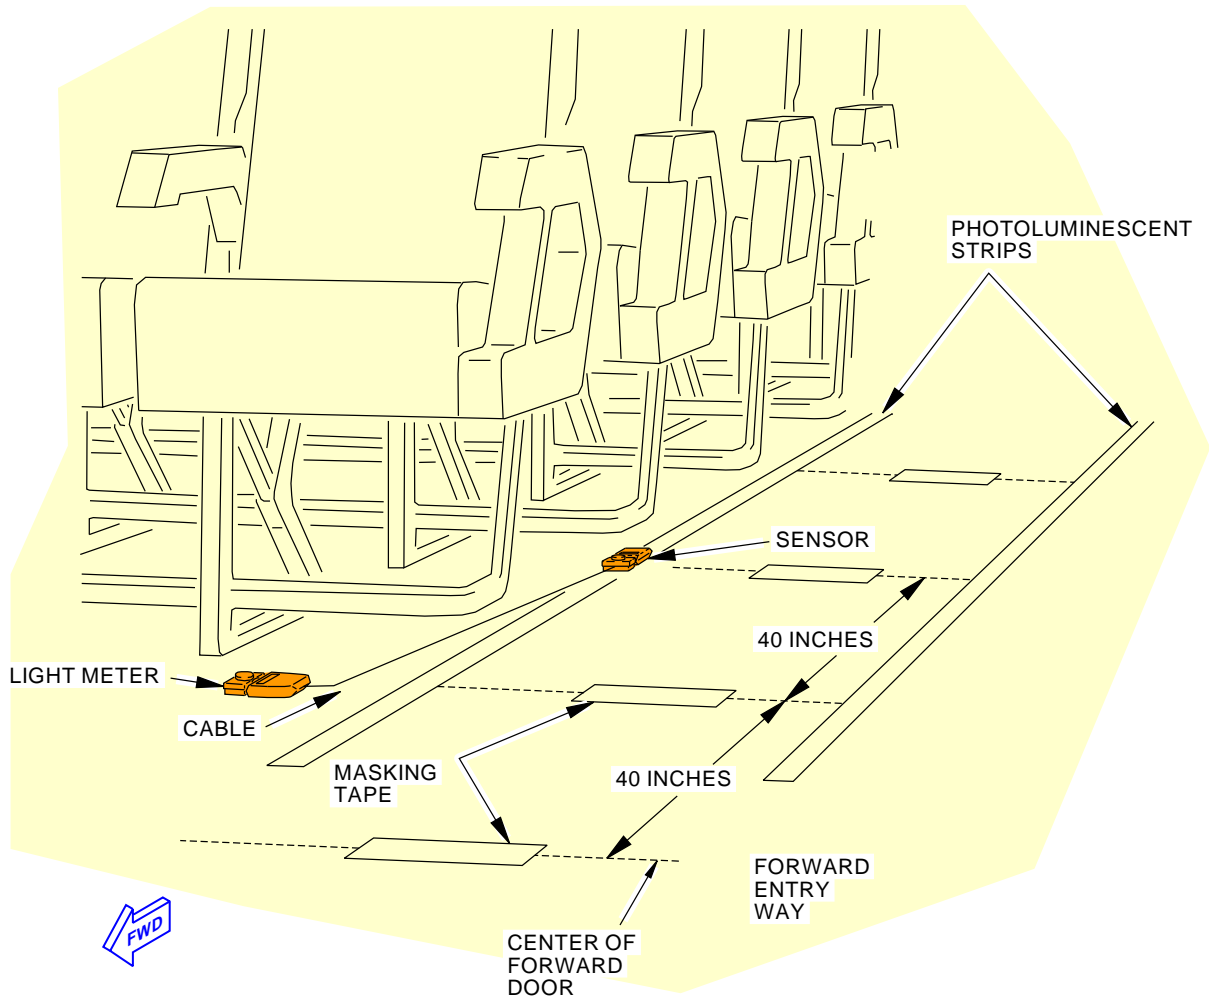 PHOTOLUMINESCENT
STRIPS
SENSOR
40 INCHES
LIGHT METER
CABLE
MASKING
TAPE
40 INCHES
FORWARD
ENTRY
WAY
FWD
CENTER OF
FORWARD
DOOR